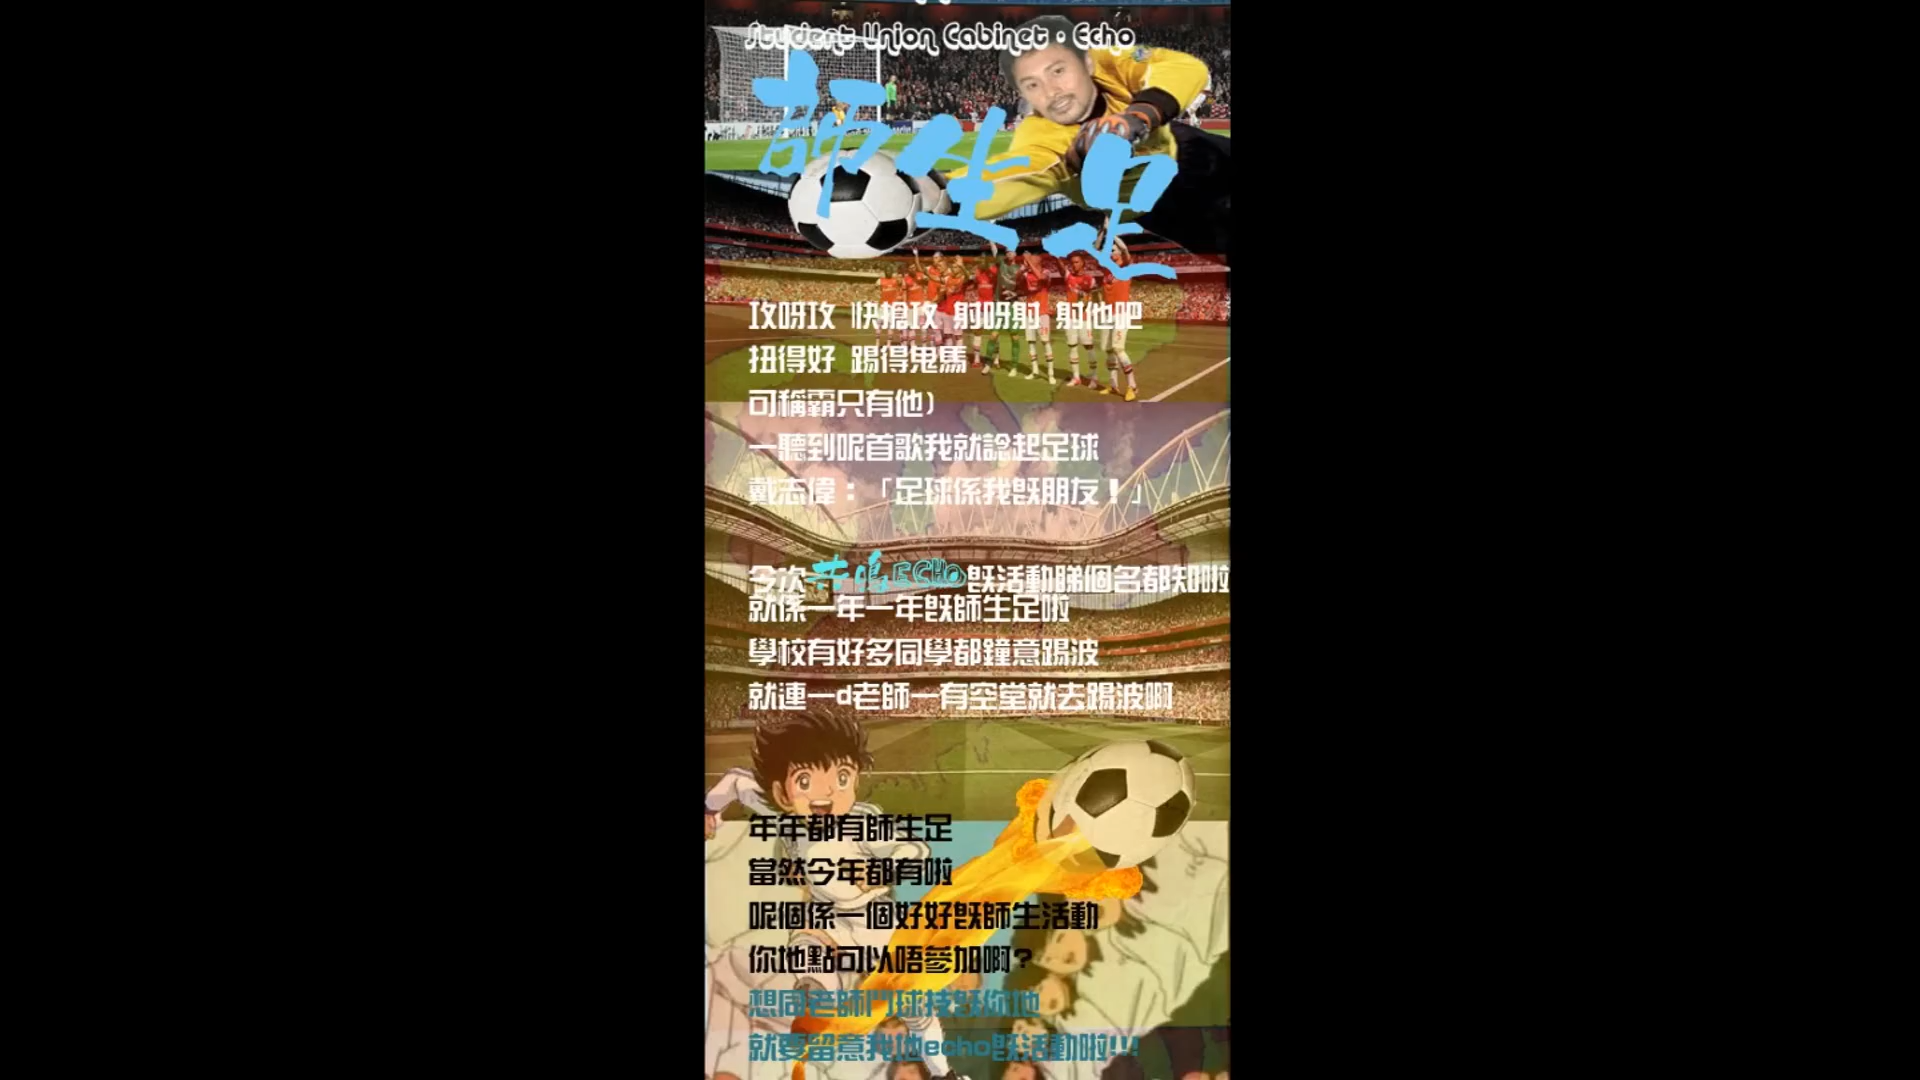 Student Union Cabinet · Echo
師生足
攻呀攻 快搶攻 射呀射 射他吧
扭得好 踢得鬼馬
可稱霸只有他)
一聽到呢首歌我就諗起足球
戴志偉：「足球係我既朋友！」
今次共鳴ECHO既活動睇個名都知啦
就係一年一年既師生足啦
學校有好多同學都鐘意踢波
就連一d老師一有空堂就去踢波啊
年年都有師生足
當然今年都有啦
呢個係一個好好既師生活動
你地點可以唔參加啊？
想同老師鬥球技既你地
就要留意我地echo既活動啦!!!